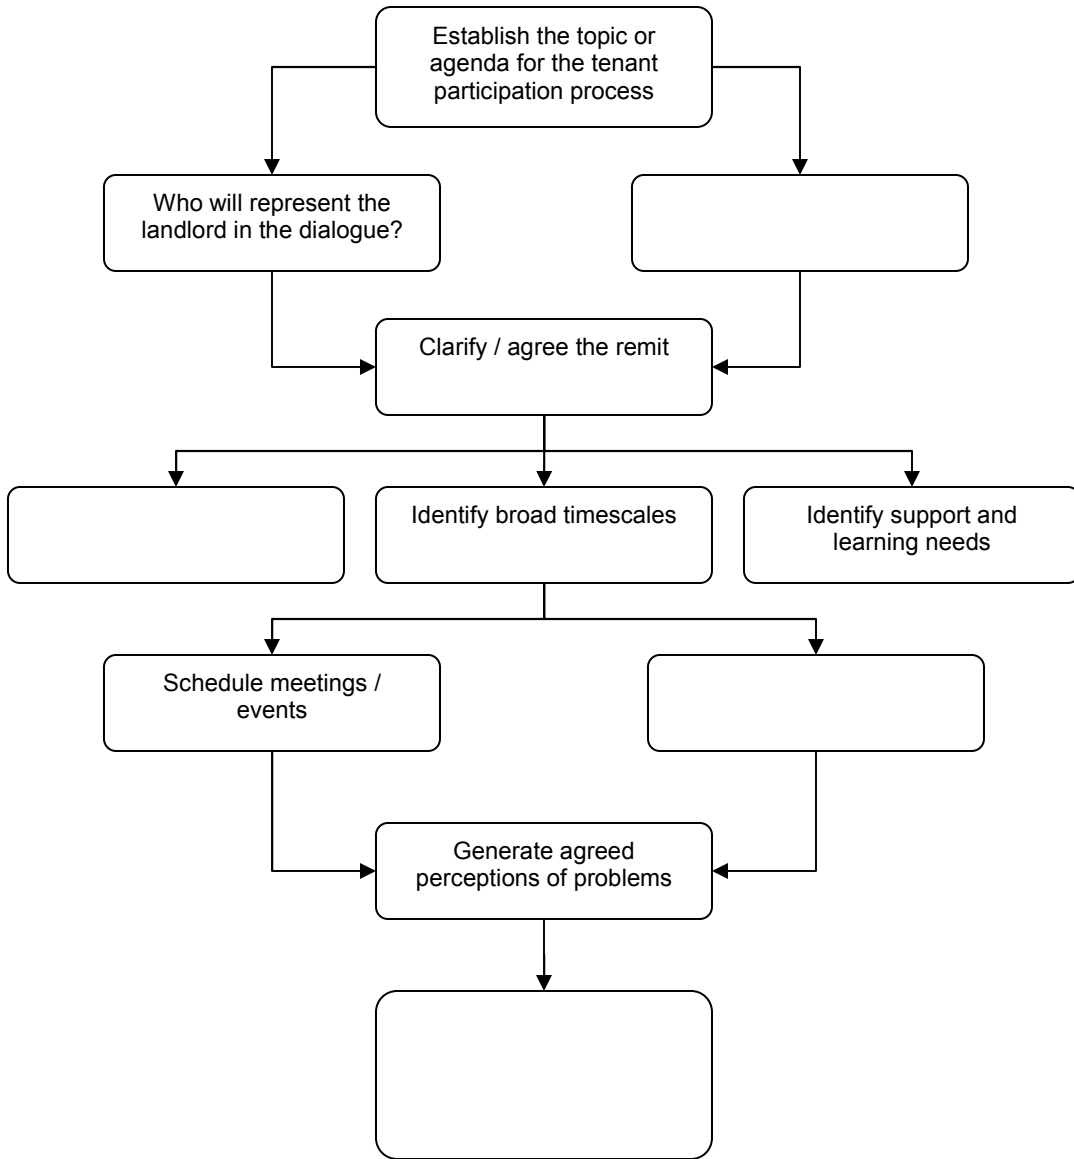 Establish the topic or
agenda for the tenant
participation process
Who will represent the
landlord in the dialogue?
Clarify / agree the remit
Identify broad timescales
Identify support and
learning needs
Schedule meetings /
events
Generate agreed
perceptions of problems